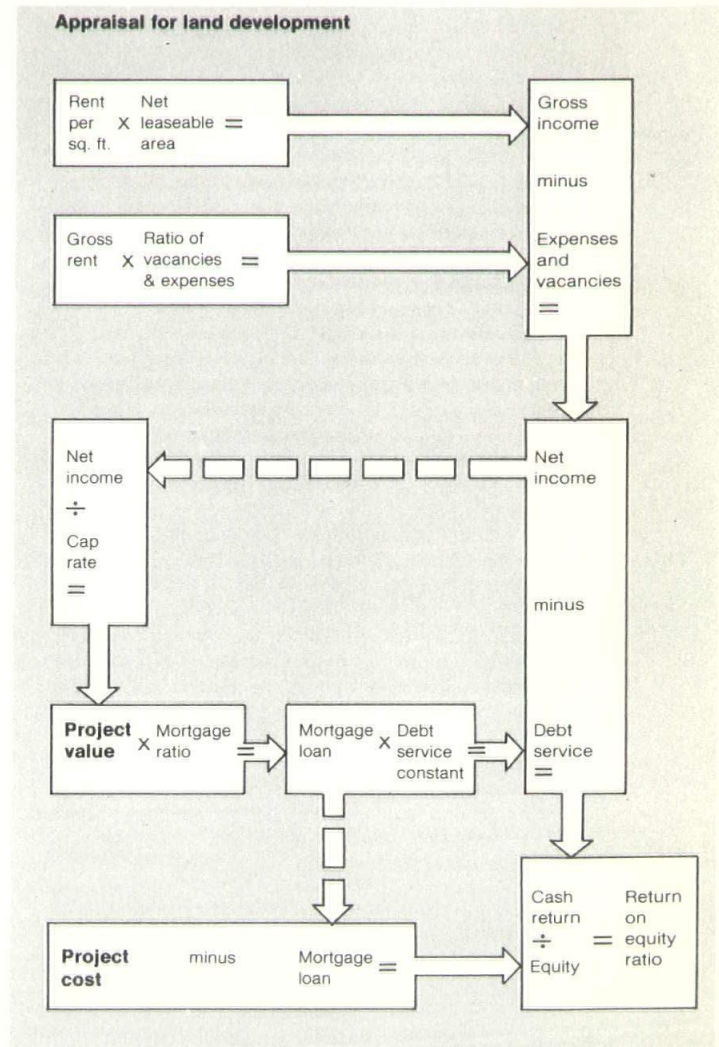 Appraisal for land development
Rent per sq. ft. X Net leaseable area =
Gross income
minus
Expenses and vacancies
=
Gross rent X Ratio of vacancies & expenses =
Net income
÷
Cap rate
=
Net income
minus
Debt service
=
Project value X Mortgage ratio =
Mortgage loan X Debt service constant =
Project cost minus Mortgage loan =
Cash return
÷
Equity
= Return on equity ratio